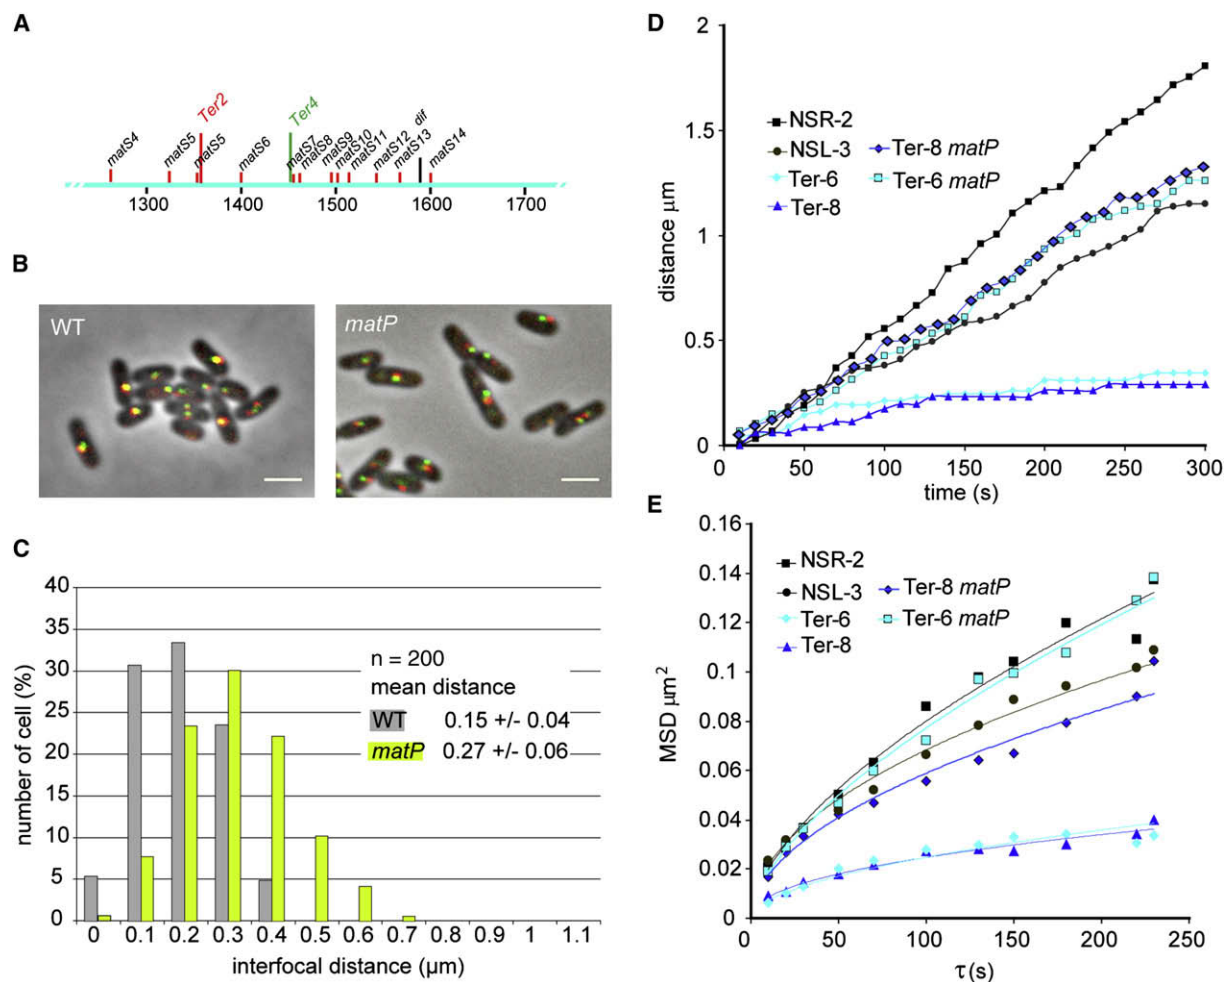 A
Ter2
Ter4
matS4
matS5
matS5
matS6
matS7
matS8
matS9
matS10
matS11
matS12
matS13
dif
matS14
1300
1400
1500
1600
1700
B
WT
matP
C
40
35
30
25
20
15
10
5
0
number of cell (%)
n = 200
mean distance
WT 0.15 +/- 0.04
matP 0.27 +/- 0.06
0 0.1 0.2 0.3 0.4 0.5 0.6 0.7 0.8 0.9 1 1.1
interfocal distance (µm)
D
2
1.5
1
0.5
0
distance µm
NSR-2
NSL-3
Ter-6
Ter-8
Ter-8 matP
Ter-6 matP
0 50 100 150 200 250 300
time (s)
E
0.16
0.14
0.12
0.1
0.08
0.06
0.04
0.02
0
MSD µm²
NSR-2
NSL-3
Ter-6
Ter-8
Ter-8 matP
Ter-6 matP
0 50 100 150 200 250
τ(s)